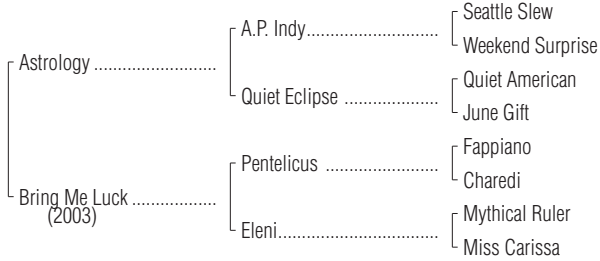 Seattle Slew
A.P. Indy..............................
Weekend Surprise
Astrology ............................
Quiet American
Quiet Eclipse .....................
June Gift
Fappiano
Pentelicus ..........................
Charedi
Bring Me Luck ...................
(2003)
Mythical Ruler
Eleni.....................................
Miss Carissa